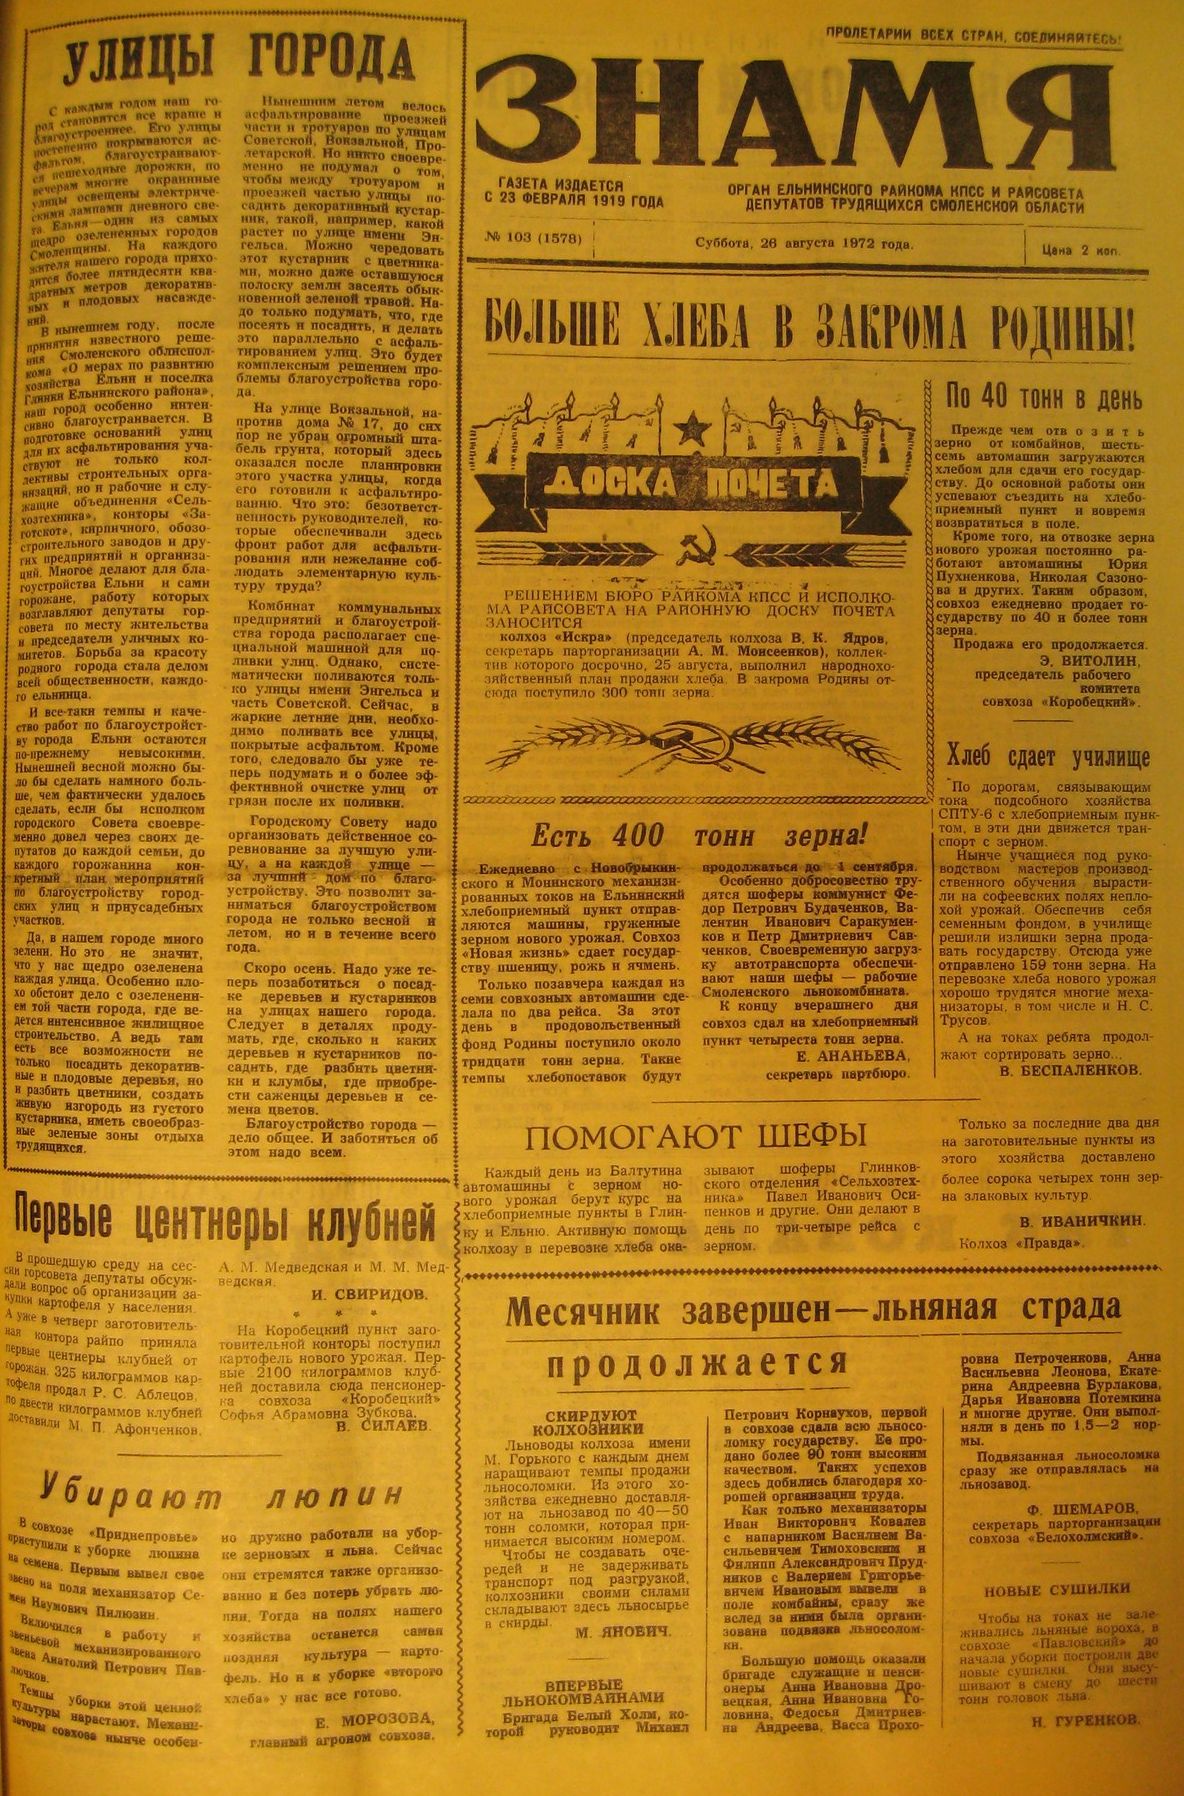 УЛИЦЫ ГОРОДА
С каждым годом наш го-
род становится все краше и
благоустроеннее. Его улицы
постепенно покрываются ас-
фальтом, благоустраивают-
ся пешеходные дорожки, по
вечерам многие окраинные
улицы освещены электриче-
скими лампами дневного све-
та. Ельня—один из самых
щедро озелененных городов
Смоленщины. На каждого
жителя нашего города прихо-
дится более пятидесяти ква-
дратных метров декоратив-
ных и плодовых насажде-
ний.
В нынешнем году, после
принятия известного реше-
ния Смоленского облиспол-
кома «О мерах по развитию
хозяйства Ельни и поселка
Глинки Ельнинского района»,
наш город особенно интен-
сивно благоустраивается. В
подготовке оснований улиц
для их асфальтирования уча-
ствуют не только кол-
лективы строительных орга-
низаций, но и рабочие и слу-
жащие объединения «Сель-
хозтехника», конторы «За-
готскот», кирпичного, обозо-
строительного заводов и дру-
гих предприятий и организа-
ций. Многое делают для бла-
гоустройства Ельни и сами
горожане, работу которых
возглавляют депутаты гор-
совета по месту жительства
и председатели уличных ко-
митетов. Борьба за красоту
родного города стала делом
всей общественности, каждо-
го ельнинца.
И все-таки темпы и каче-
ство работ по благоустройст-
ву города Ельни остаются
по-прежнему невысокими.
Нынешней весной можно бы-
ло бы сделать намного боль-
ше, чем фактически удалось
сделать, если бы исполком
городского Совета своевре-
менно довел через своих де-
путатов до каждой семьи, до
каждого горожанина кон-
кретный план мероприятий
по благоустройству город-
ских улиц и приусадебных
участков.
Да, в нашем городе много
зелени. Но это не значит,
что у нас щедро озеленена
каждая улица. Особенно пло-
хо обстоит дело с озеленени-
ем той части города, где ве-
дется интенсивное жилищное
строительство. А ведь там
есть все возможности не
только посадить декоратив-
ные и плодовые деревья, но
и разбить цветники, создать
живую изгородь из густого
кустарника, иметь своеобраз-
ные зеленые зоны отдыха
трудящихся.
Нынешним летом велось
асфальтирование проезжей
части и тротуаров по улицам
Советской, Вокзальной, Про-
летарской. Но никто своевре-
менно не подумал о том,
чтобы между тротуаром и
проезжей частью улицы по-
садить декоративный кустар-
ник, такой, например, какой
растет по улице имени Эн-
гельса. Можно чередовать
этот кустарник с цветника-
ми, можно даже оставшуюся
полоску земли засеять обык-
новенной зеленой травой. На-
до только подумать, что, где
посеять и посадить, и делать
это параллельно с асфаль-
тированием улиц. Это будет
комплексным решением про-
блемы благоустройства горо-
да.
На улице Вокзальной, на-
против дома № 17, до сих
пор не убран огромный шта-
бель грунта, который здесь
оказался после планировки
этого участка улицы, когда
его готовили к асфальтиро-
ванию. Что это: безответст-
венность руководителей, ко-
торые обеспечивали здесь
фронт работ для асфальти-
рования или нежелание соб-
людать элементарную куль-
туру труда?
Комбинат коммунальных
предприятий и благоустрой-
ства города располагает спе-
циальной машиной для по-
ливки улиц. Однако, систе-
матически поливаются толь-
ко улицы имени Энгельса и
часть Советской. Сейчас, в
жаркие летние дни, необхо-
димо поливать все улицы,
покрытые асфальтом. Кроме
того, следовало бы уже те-
перь подумать и о более эф-
фективной очистке улиц от
грязи после их поливки.
Городскому Совету надо
организовать действенное со-
ревнование за лучшую ули-
цу, а на каждой улице —
за лучший дом по благо-
устройству. Это позволит за-
ниматься благоустройством
города не только весной и
летом, но и в течение всего
года.
Скоро осень. Надо уже те-
перь позаботиться о посад-
ке деревьев и кустарников
на улицах нашего города.
Следует в деталях проду-
мать, где, сколько и каких
деревьев и кустарников по-
садить, где разбить цветни-
ки и клумбы, где приобре-
сти саженцы деревьев и се-
мена цветов.
Благоустройство города —
дело общее. И заботиться об
этом надо всем.
ПРОЛЕТАРИИ ВСЕХ СТРАН, СОЕДИНЯЙТЕСЬ!
ЗНАМЯ
ГАЗЕТА ИЗДАЕТСЯ
С 23 ФЕВРАЛЯ 1919 ГОДА
ОРГАН ЕЛЬНИНСКОГО РАЙКОМА КПСС И РАЙСОВЕТА
ДЕПУТАТОВ ТРУДЯЩИХСЯ СМОЛЕНСКОЙ ОБЛАСТИ
№ 103 (1578)
Суббота, 26 августа 1972 года.
Цена 2 коп.
БОЛЬШЕ ХЛЕБА В ЗАКРОМА РОДИНЫ!
ДОСКА ПОЧЕТА
РЕШЕНИЕМ БЮРО РАЙКОМА КПСС И ИСПОЛКО-
МА РАЙСОВЕТА НА РАЙОННУЮ ДОСКУ ПОЧЕТА
ЗАНОСИТСЯ
колхоз «Искра» (председатель колхоза В. К. Ядров,
секретарь парторганизации А. М. Моисеенков), коллек-
тив которого досрочно, 25 августа, выполнил народнохо-
зяйственный план продажи хлеба. В закрома Родины от-
сюда поступило 300 тонн зерна.
По 40 тонн в день
Прежде чем отвозить
зерно от комбайнов, шесть-
семь автомашин загружаются
хлебом для сдачи его государ-
ству. До основной работы они
успевают съездить на хлебо-
приемный пункт и вовремя
возвратиться в поле.
Кроме того, на отвозке зерна
нового урожая постоянно ра-
ботают автомашины Юрия
Пухненкова, Николая Сазоно-
ва и других. Таким образом,
совхоз ежедневно продает го-
сударству по 40 и более тонн
зерна.
Продажа его продолжается.
Э. ВИТОЛИН,
председатель рабочего
комитета
совхоза «Коробецкий».
Хлеб сдает училище
По дорогам, связывающим
тока подсобного хозяйства
СПТУ-6 с хлебоприемным пунк-
том, в эти дни движется тран-
спорт с зерном.
Нынче учащиеся под руко-
водством мастеров производ-
ственного обучения вырасти-
ли на софеевских полях непло-
хой урожай. Обеспечив себя
семенным фондом, в училище
решили излишки зерна прода-
вать государству. Отсюда уже
отправлено 159 тонн зерна. На
перевозке хлеба нового урожая
хорошо трудятся многие меха-
низаторы, в том числе и Н. С.
Трусов.
А на токах ребята продол-
жают сортировать зерно...
В. БЕСПАЛЕНКОВ.
Есть 400 тонн зерна!
Ежедневно с Новобрыкин-
ского и Монинского механизи-
рованных токов на Ельнинский
хлебоприемный пункт отправ-
ляются машины, груженные
зерном нового урожая. Совхоз
«Новая жизнь» сдает государ-
ству пшеницу, рожь и ячмень.
Только позавчера каждая из
семи совхозных автомашин сде-
лала по два рейса. За этот
день в продовольственный
фонд Родины поступило около
тридцати тонн зерна. Такие
темпы хлебопоставок будут
продолжаться до 1 сентября.
Особенно добросовестно тру-
дятся шоферы коммунист Фе-
дор Петрович Будаченков, Ва-
лентин Иванович Саракумен-
ков и Петр Дмитриевич Сав-
ченков. Своевременную загруз-
ку автотранспорта обеспечи-
вают наши шефы — рабочие
Смоленского льнокомбината.
К концу вчерашнего дня
совхоз сдал на хлебоприемный
пункт четыреста тонн зерна.
Е. АНАНЬЕВА,
секретарь партбюро.
ПОМОГАЮТ ШЕФЫ
Каждый день из Балтутина
автомашины с зерном но-
вого урожая берут курс на
хлебоприемные пункты в Глин-
ку и Ельню. Активную помощь
колхозу в перевозке хлеба ока-
зывают шоферы Глинков-
ского отделения «Сельхозтех-
ника» Павел Иванович Оси-
пенков и другие. Они делают в
день по три-четыре рейса с
зерном.
Только за последние два дня
на заготовительные пункты из
этого хозяйства доставлено
более сорока четырех тонн зер-
на злаковых культур.
В. ИВАНИЧКИН.
Колхоз «Правда».
Первые центнеры клубней
В прошедшую среду на сес-
сии горсовета депутаты обсуж-
дали вопрос об организации за-
купки картофеля у населения.
А уже в четверг заготовитель-
ная контора райпо приняла
первые центнеры клубней от
горожан. 325 килограммов кар-
тофеля продал Р. С. Аблецов,
по двести килограммов клубней
доставили М. П. Афонченков,
А. М. Медведская и М. М. Мед-
ведская.
И. СВИРИДОВ.
* * *
На Коробецкий пункт заго-
товительной конторы поступил
картофель нового урожая. Пер-
вые 2100 килограммов клуб-
ней доставила сюда пенсионер-
ка совхоза «Коробецкий»
Софья Абрамовна Зубкова.
В. СИЛАЕВ.
Убирают люпин
В совхозе «Приднепровье»
приступили к уборке люпина
на семена. Первым вывел свое
звено на поля механизатор Се-
мен Наумович Пилюзин.
Включился в работу и
звеньевой механизированного
звена Анатолий Петрович Пав-
лючков.
Темпы уборки этой ценной
культуры нарастают. Механи-
заторы совхоза нынче особен-
но дружно работали на убор-
ке зерновых и льна. Сейчас
они стремятся также организо-
ванно и без потерь убрать лю-
пин. Тогда на полях нашего
хозяйства останется самая
поздняя культура — карто-
фель. Но и к уборке «второго
хлеба» у нас все готово.
Е. МОРОЗОВА,
главный агроном совхоза.
Месячник завершен—льняная страда
продолжается
СКИРДУЮТ
КОЛХОЗНИКИ
Льноводы колхоза имени
М. Горького с каждым днем
наращивают темпы продажи
льносоломки. Из этого хо-
зяйства ежедневно доставля-
ют на льнозавод по 40—50
тонн соломки, которая при-
нимается высоким номером.
Чтобы не создавать оче-
редей и не задерживать
транспорт под разгрузкой,
колхозники своими силами
складывают здесь льносырье
в скирды.
М. ЯНОВИЧ.
ВПЕРВЫЕ
ЛЬНОКОМБАЙНАМИ
Бригада Белый Холм, ко-
торой руководит Михаил
Петрович Корнаухов, первой
в совхозе сдала всю льносо-
ломку государству. Ее про-
дано более 90 тонн высоким
качеством. Таких успехов
здесь добились благодаря хо-
рошей организации труда.
Как только механизаторы
Иван Викторович Ковалев
с напарником Василием Ва-
сильевичем Тимоховским и
Филипп Александрович Пруд-
ников с Валерием Григорье-
вичем Ивановым вывели в
поле комбайны, сразу же
вслед за ними была органи-
зована подвязка льносолом-
ки.
Большую помощь оказали
бригаде служащие и пенси-
онеры Анна Ивановна Дро-
вецкая, Анна Ивановна Го-
ловина, Федосья Дмитриев-
на Андреева, Васса Прохо-
ровна Петроченкова, Анна
Васильевна Леонова, Екате-
рина Андреевна Бурлакова,
Дарья Ивановна Потемкина
и многие другие. Они выпол-
няли в день по 1,5—2 нор-
мы.
Подвязанная льносоломка
сразу же отправлялась на
льнозавод.
Ф. ШЕМАРОВ,
секретарь парторганизации
совхоза «Белохолмский».
НОВЫЕ СУШИЛКИ
Чтобы на токах не зале-
живались льняные вороха, в
совхозе «Павловский» до
начала уборки построили две
новые сушилки. Они высу-
шивают в смену до шести
тонн головок льна.
Н. ГУРЕНКОВ.